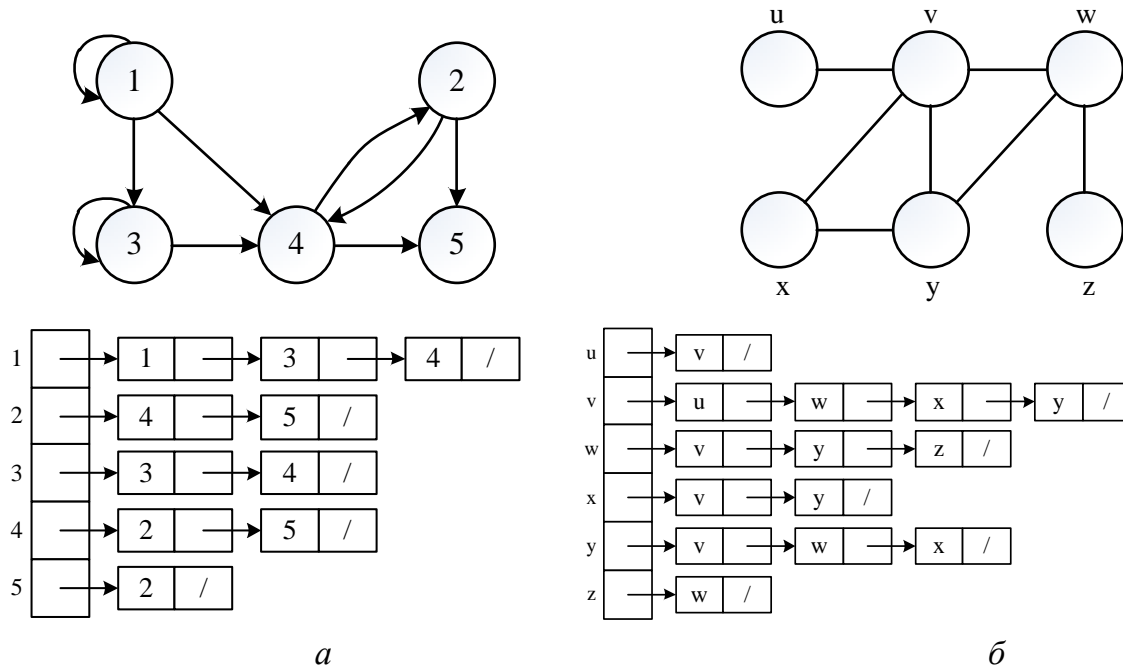 u v w
1 2
3 4 5
x y z
1 1 3 4 /
2 4 5 /
3 3 4 /
4 2 5 /
5 2 /
u v /
v u w x y /
w v y z /
x v y /
y v w x /
z w /
а б